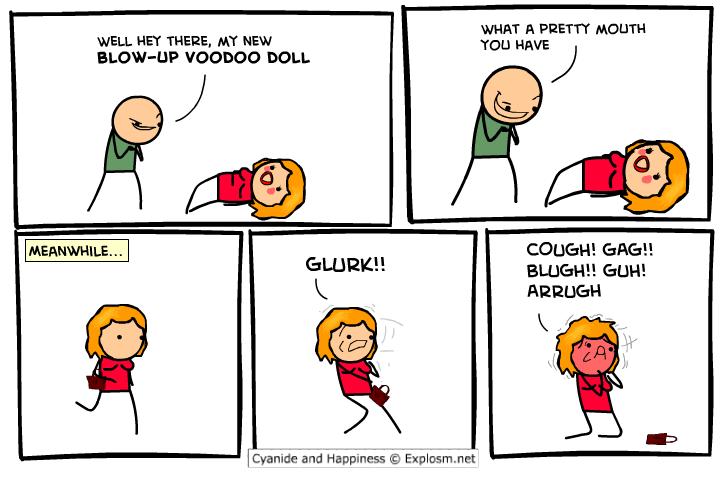 WELL HEY THERE, MY NEW
BLOW-UP VOODOO DOLL
WHAT A PRETTY MOUTH
YOU HAVE
MEANWHILE...
GLURK!!
COUGH! GAG!!
BLUGH!! GUH!
ARRUGH
Cyanide and Happiness © Explosm.net